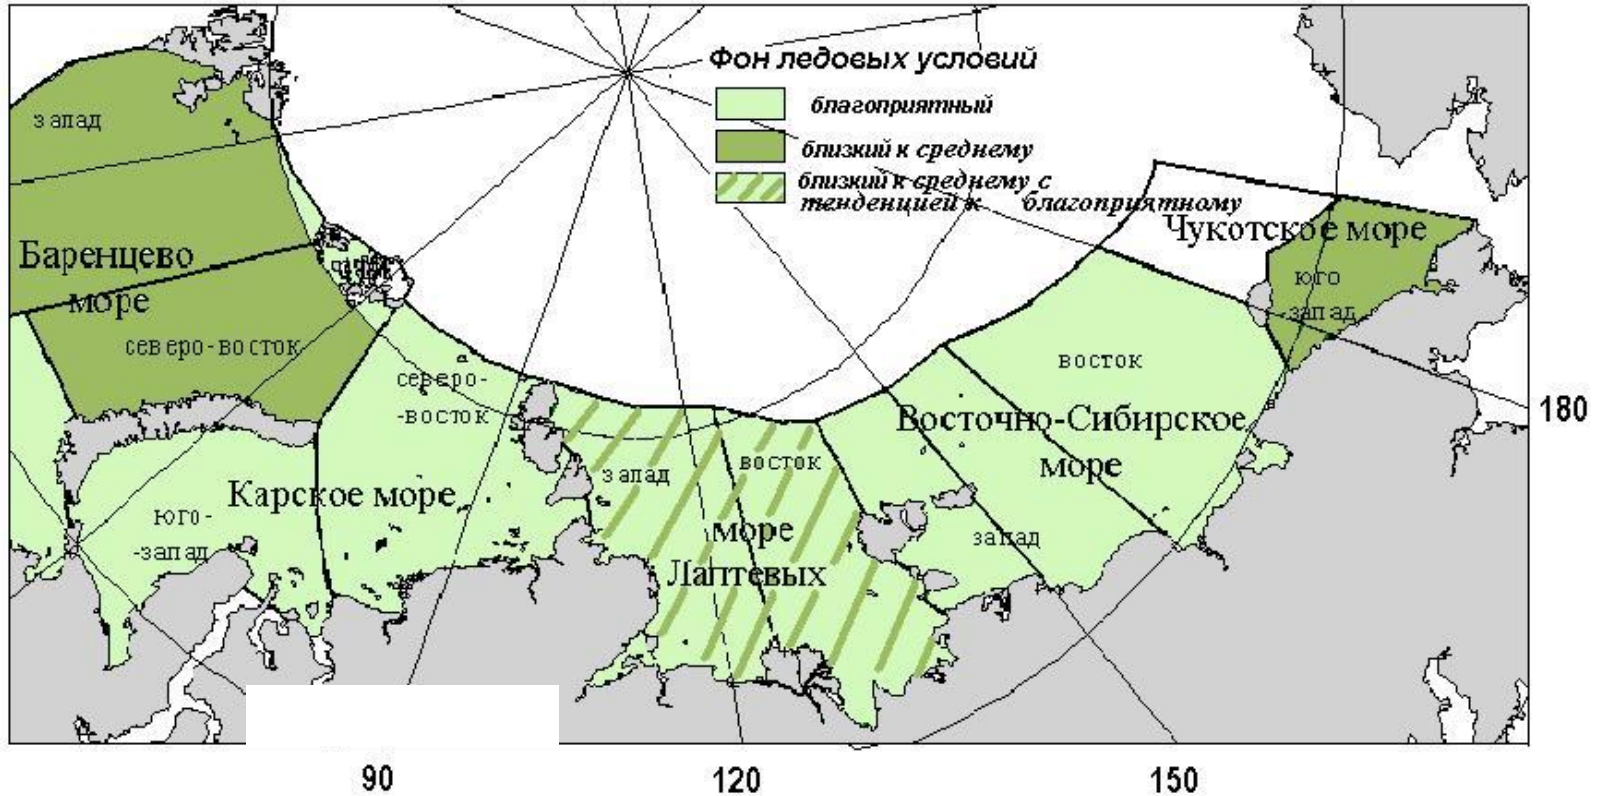 Фон ледовых условий
благоприятный
близкий к среднему
близкий к среднему с
тенденцией к благоприятному
запад
Баренцево
море
северо-восток
Чукотское море
юго
-запад
восток
Восточно-Сибирское
море
запад
северо-
-восток
Карское море
юго-
-запад
запад
восток
море
Лаптевых
180
90
120
150